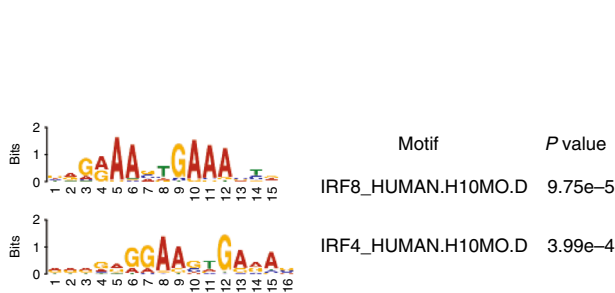 Motif P value
2
1
0
Bits
1 2 3 4 5 6 7 8 9 10 11 12 13 14 15
IRF8_HUMAN.H10MO.D 9.75e–5
2
1
0
Bits
1 2 3 4 5 6 7 8 9 10 11 12 13 14 15 16
IRF4_HUMAN.H10MO.D 3.99e–4